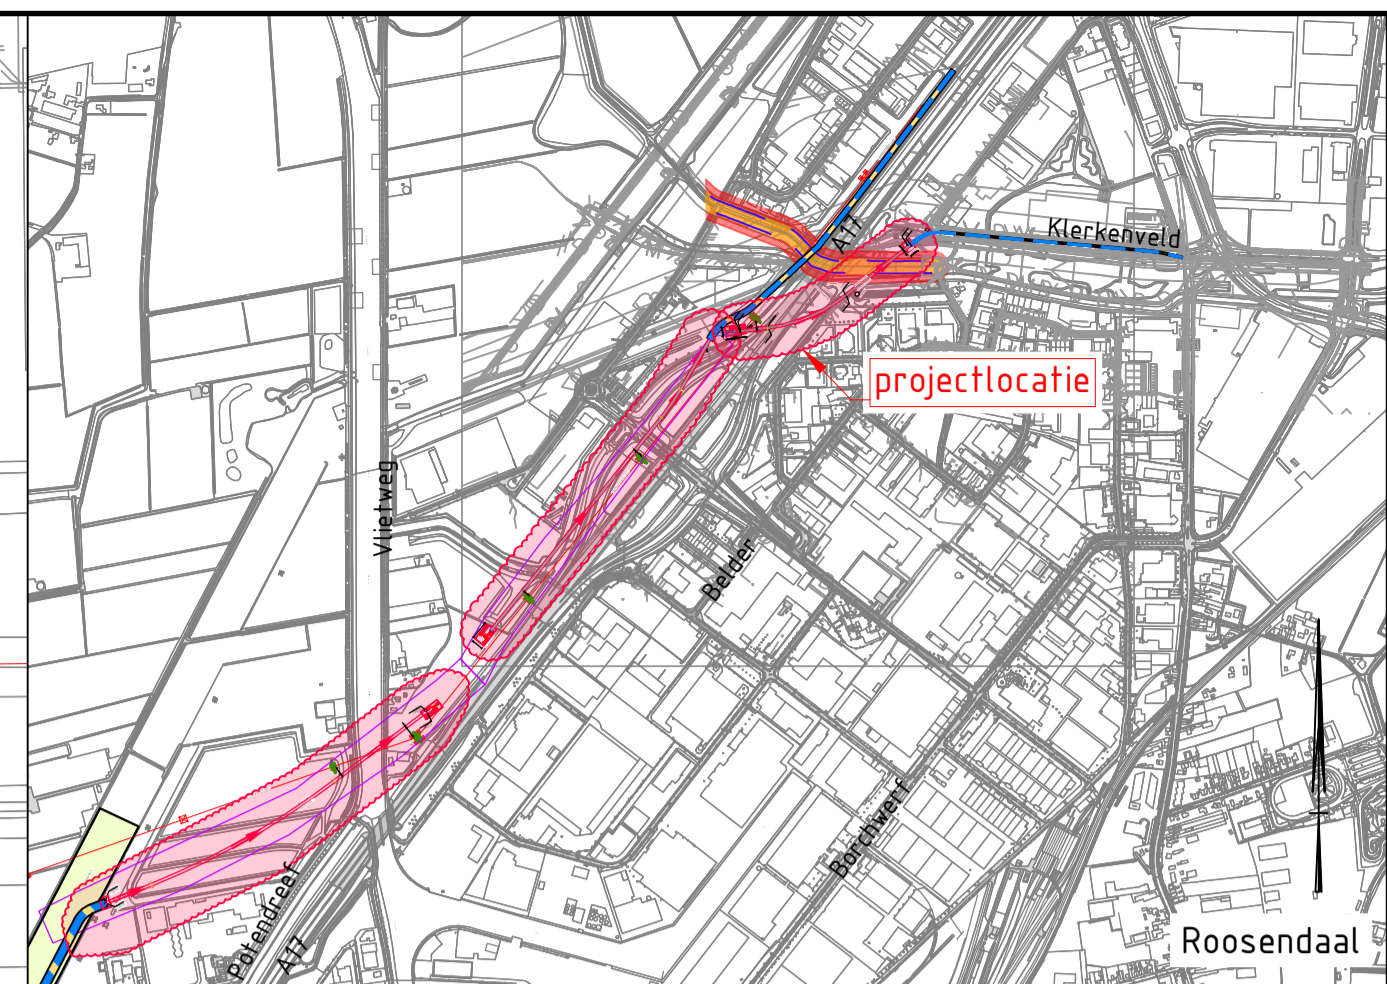 A17
Klerkenveld
projectlocatie
Vlietweg
Belder
Borchwerf
Potendreef
A17
Roosendaal